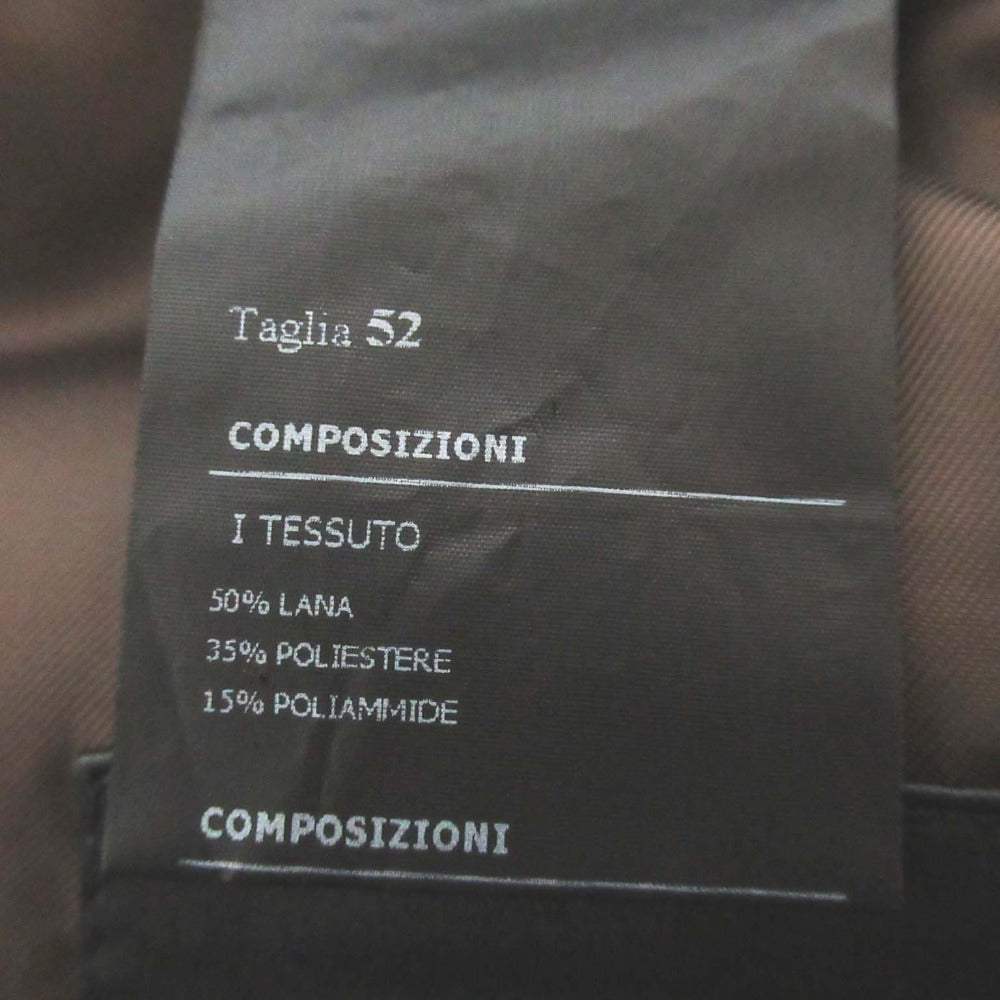 Taglia 52
COMPOSIZIONI
I TESSUTO
50% LANA
35% POLIESTERE
15% POLIAMMIDE
COMPOSIZIONI